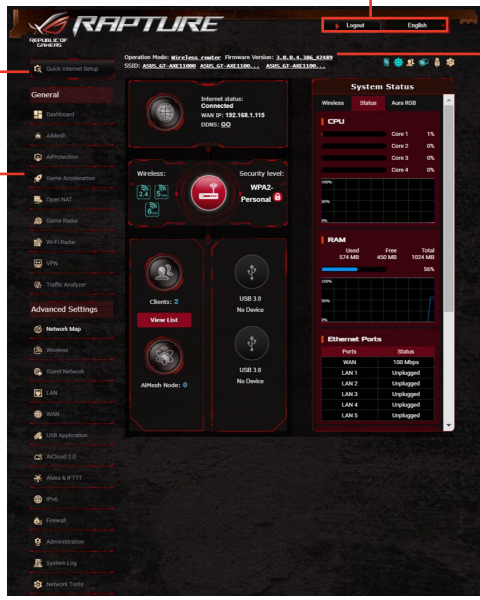 RAPTURE
REPUBLIC OF
GAMERS
Logout
English
Operation Mode: Wireless router Firmware Version: 3.0.0.4.386_42489
SSID: ASUS_GT-AXE11000 ASUS_GT-AXE1100... ASUS_GT-AXE1100...
Quick Internet Setup
General
Dashboard
AiMesh
AiProtection
Game Acceleration
Open NAT
Game Radar
Wi-Fi Radar
VPN
Traffic Analyzer
Advanced Settings
Network Map
Wireless
Guest Network
LAN
WAN
USB Application
AiCloud 2.0
Alexa & IFTTT
IPv6
Firewall
Administration
System Log
Network Tools
Internet status:
Connected
WAN IP: 192.168.1.115
DDNS: GO
Wireless:
2.4
5
6
Security level:
WPA2-
Personal
Clients: 2
View List
AiMesh Node: 0
USB 3.0
No Device
USB 3.0
No Device
System Status
Wireless Status Aura RGB
CPU
Core 1 1%
Core 2 0%
Core 3 0%
Core 4 0%
100%
50%
0%
RAM
Used Free Total
574 MB 450 MB 1024 MB
56%
100%
50%
0%
Ethernet Ports
Ports Status
WAN 100 Mbps
LAN 1 Unplugged
LAN 2 Unplugged
LAN 3 Unplugged
LAN 4 Unplugged
LAN 5 Unplugged